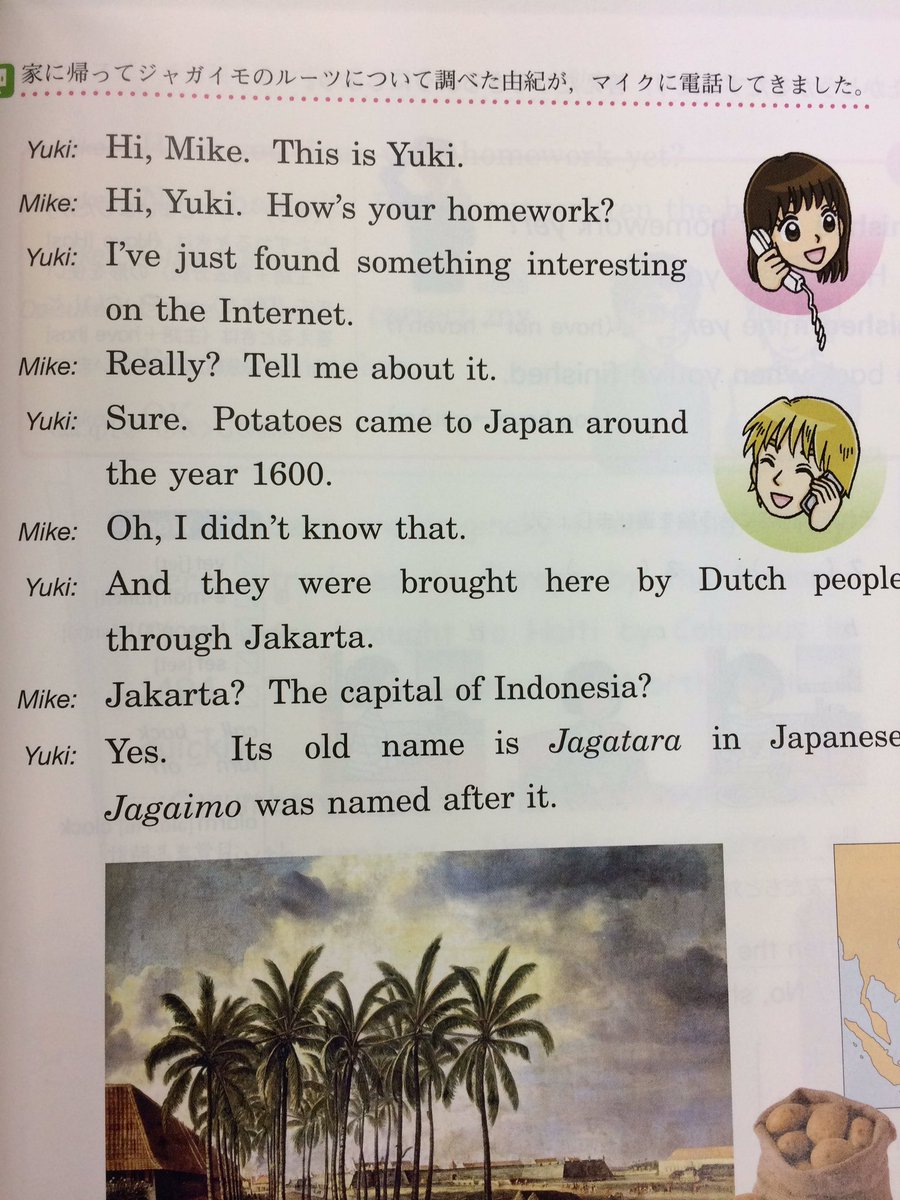 家に帰ってジャガイモのルーツについて調べた由紀が，マイクに電話してきました。
Yuki: Hi, Mike. This is Yuki.
Mike: Hi, Yuki. How's your homework?
Yuki: I've just found something interesting
on the Internet.
Mike: Really? Tell me about it.
Yuki: Sure. Potatoes came to Japan around
the year 1600.
Mike: Oh, I didn't know that.
Yuki: And they were brought here by Dutch people
through Jakarta.
Mike: Jakarta? The capital of Indonesia?
Yuki: Yes. Its old name is Jagatara in Japanese
Jagaimo was named after it.